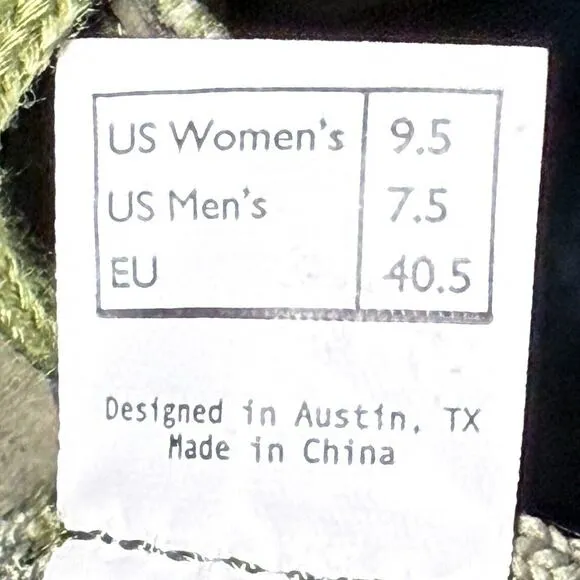 US Women's 9.5
US Men's 7.5
EU 40.5
Designed in Austin, TX
Made in China